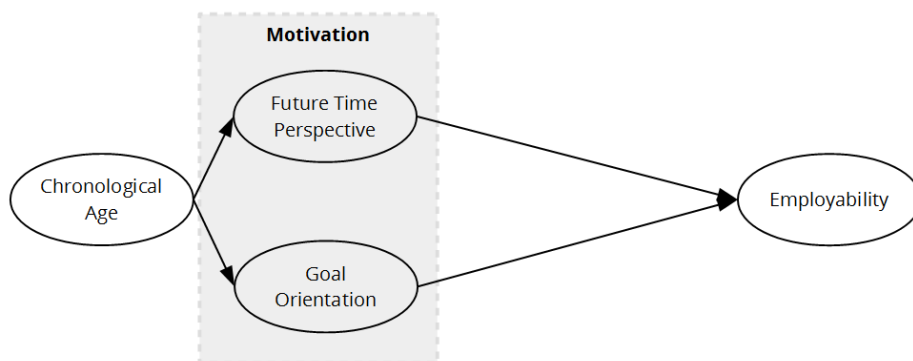 Motivation
Future Time
Perspective
Chronological
Age
Employability
Goal
Orientation